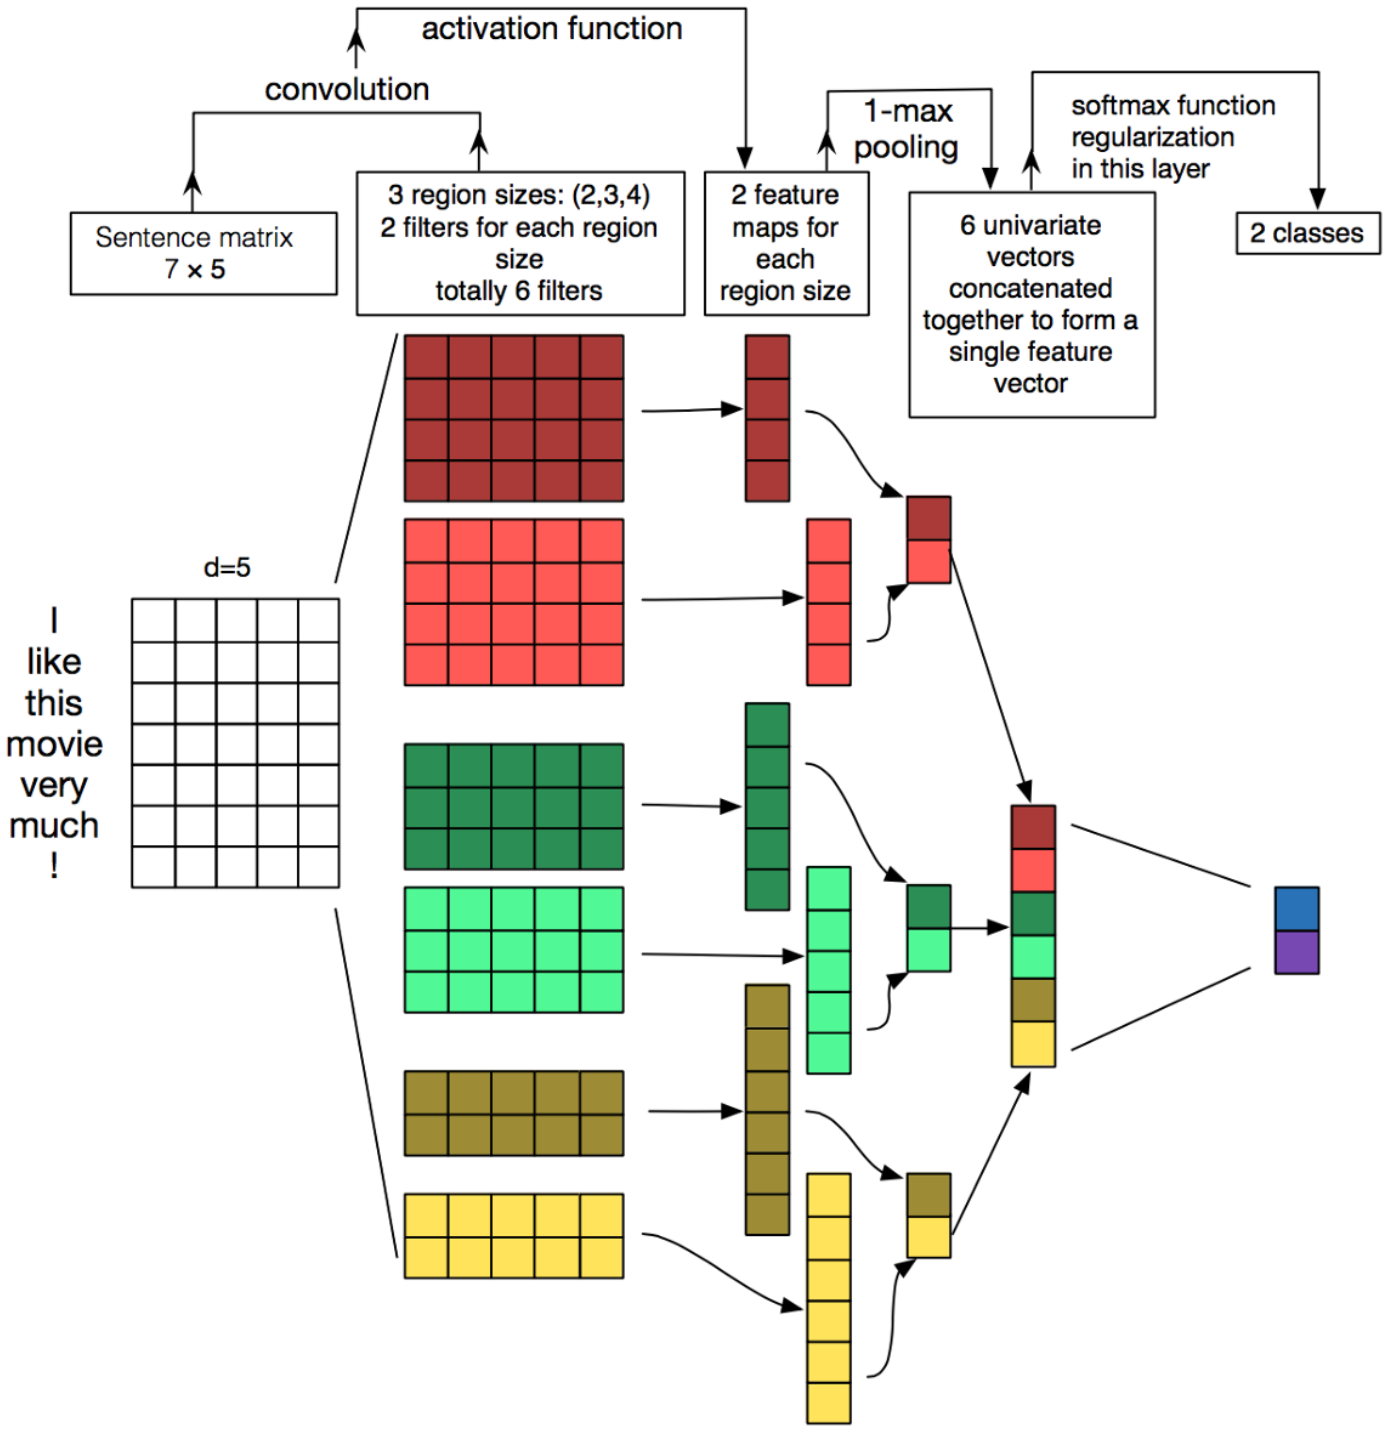 activation function
convolution
1-max
pooling
softmax function
regularization
in this layer
Sentence matrix
7 × 5
3 region sizes: (2,3,4)
2 filters for each region
size
totally 6 filters
2 feature
maps for
each
region size
6 univariate
vectors
concatenated
together to form a
single feature
vector
2 classes
d=5
I
like
this
movie
very
much
!